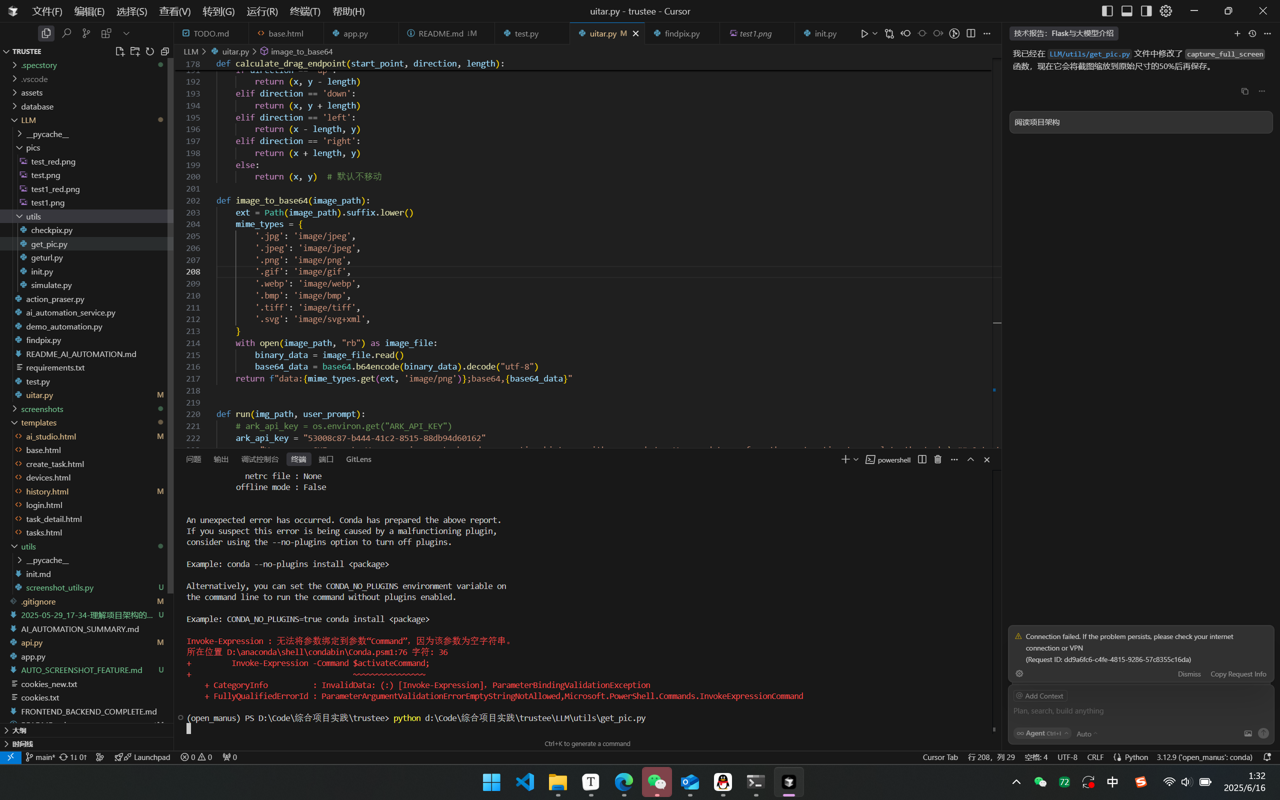 文件(F) 编辑(E) 选择(S) 查看(V) 转到(G) 运行(R) 终端(T) 帮助(H)
uitar.py - trustee - Cursor
TRUSTEE
.specstory
.vscode
assets
database
LLM
__pycache__
pics
test_red.png
test.png
test1_red.png
test1.png
utils
checkpix.py
get_pic.py
geturl.py
init.py
simulate.py
action_praser.py
ai_automation_service.py
demo_automation.py
findpix.py
README_AI_AUTOMATION.md
requirements.txt
test.py
uitar.py M
screenshots
templates
ai_studio.html M
base.html
create_task.html
devices.html
history.html M
login.html
task_detail.html
tasks.html
utils
__pycache__
init.md
screenshot_utils.py U
.gitignore M
2025-05-29_17-34-理解项目架构的... U
AI_AUTOMATION_SUMMARY.md
api.py M
app.py
AUTO_SCREENSHOT_FEATURE.md U
cookies_new.txt
cookies.txt
FRONTEND_BACKEND_COMPLETE.md
大纲
时间线
TODO.md base.html app.py README.md ↓M test.py uitar.py M findpix.py test1.png init.py
LLM > uitar.py > image_to_base64
178 def calculate_drag_endpoint(start_point, direction, length):
192 return (x, y - length)
193 elif direction == 'down':
194 return (x, y + length)
195 elif direction == 'left':
196 return (x - length, y)
197 elif direction == 'right':
198 return (x + length, y)
199 else:
200 return (x, y) # 默认不移动
201
202 def image_to_base64(image_path):
203 ext = Path(image_path).suffix.lower()
204 mime_types = {
205 '.jpg': 'image/jpeg',
206 '.jpeg': 'image/jpeg',
207 '.png': 'image/png',
208 '.gif': 'image/gif',
209 '.webp': 'image/webp',
210 '.bmp': 'image/bmp',
211 '.tiff': 'image/tiff',
212 '.svg': 'image/svg+xml',
213 }
214 with open(image_path, "rb") as image_file:
215 binary_data = image_file.read()
216 base64_data = base64.b64encode(binary_data).decode("utf-8")
217 return f"data:{mime_types.get(ext, 'image/png')};base64,{base64_data}"
218
219
220 def run(img_path, user_prompt):
221 # ark_api_key = os.environ.get("ARK_API_KEY")
222 ark_api_key = "53008c87-b444-41c2-8515-88db94d60162"
问题 输出 调试控制台 终端 端口 GitLens
powershell
netrc file : None
offline mode : False
An unexpected error has occurred. Conda has prepared the above report.
If you suspect this error is being caused by a malfunctioning plugin,
consider using the --no-plugins option to turn off plugins.
Example: conda --no-plugins install <package>
Alternatively, you can set the CONDA_NO_PLUGINS environment variable on
the command line to run the command without plugins enabled.
Example: CONDA_NO_PLUGINS=true conda install <package>
Invoke-Expression : 无法将参数绑定到参数“Command”，因为该参数为空字符串。
所在位置 D:\anaconda\shell\condabin\Conda.psm1:76 字符: 36
+ Invoke-Expression -Command $activateCommand;
+ ~~~~~~~~~~~~~~~~
+ CategoryInfo : InvalidData: (:) [Invoke-Expression]，ParameterBindingValidationException
+ FullyQualifiedErrorId : ParameterArgumentValidationErrorEmptyStringNotAllowed,Microsoft.PowerShell.Commands.InvokeExpressionCommand
(open_manus) PS D:\Code\综合项目实践\trustee> python d:\Code\综合项目实践\trustee\LLM\utils\get_pic.py
Ctrl+K to generate a command
技术报告：Flask与大模型介绍
我已经在 LLM/utils/get_pic.py 文件中修改了 capture_full_screen
函数，现在它会将截图缩放到原始尺寸的50%后再保存。
阅读项目架构
Connection failed. If the problem persists, please check your internet
connection or VPN
(Request ID: dd9a6fc6-c4fe-4815-9286-57c8355c16da)
Dismiss Copy Request Info
Add Context
Plan, search, build anything
Agent Ctrl+I Auto
main* 1↓ 0↑ Launchpad 0 0 0
Cursor Tab 行 208，列 29 空格: 4 UTF-8 CRLF Python 3.12.9 ('open_manus': conda)
72 中
1:32
2025/6/16